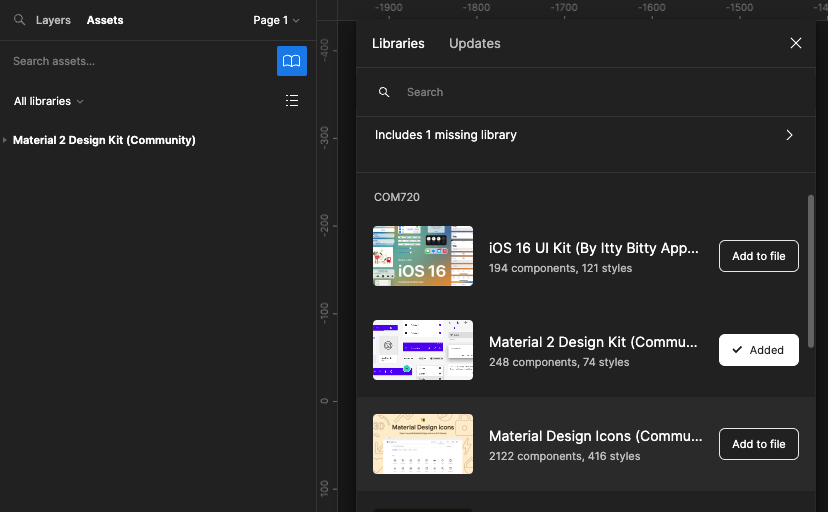 Layers
Assets
Page 1
Search assets...
All libraries
Material 2 Design Kit (Community)
-1900
-1800
-1700
-1600
-1500
-400
-300
-200
-100
0
100
Libraries
Updates
Search
Includes 1 missing library
COM720
iOS 16
iOS 16 UI Kit (By Itty Bitty App...
194 components, 121 styles
Add to file
Material 2 Design Kit (Commu...
248 components, 74 styles
Added
Material Design Icons
Material Design Icons (Commu...
2122 components, 416 styles
Add to file